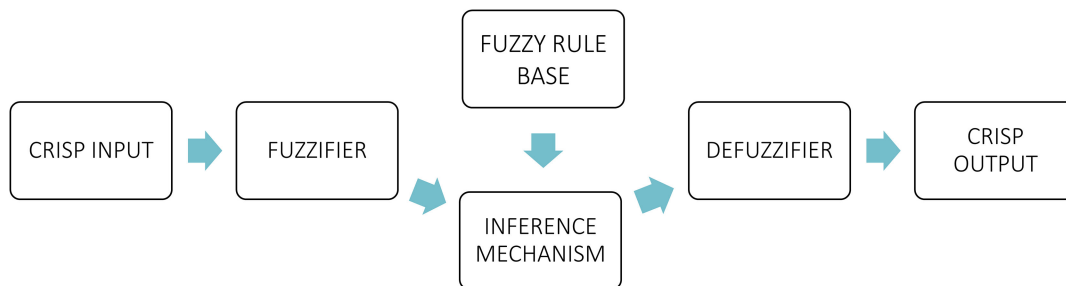 CRISP INPUT
FUZZIFIER
FUZZY RULE
BASE
INFERENCE
MECHANISM
DEFUZZIFIER
CRISP
OUTPUT